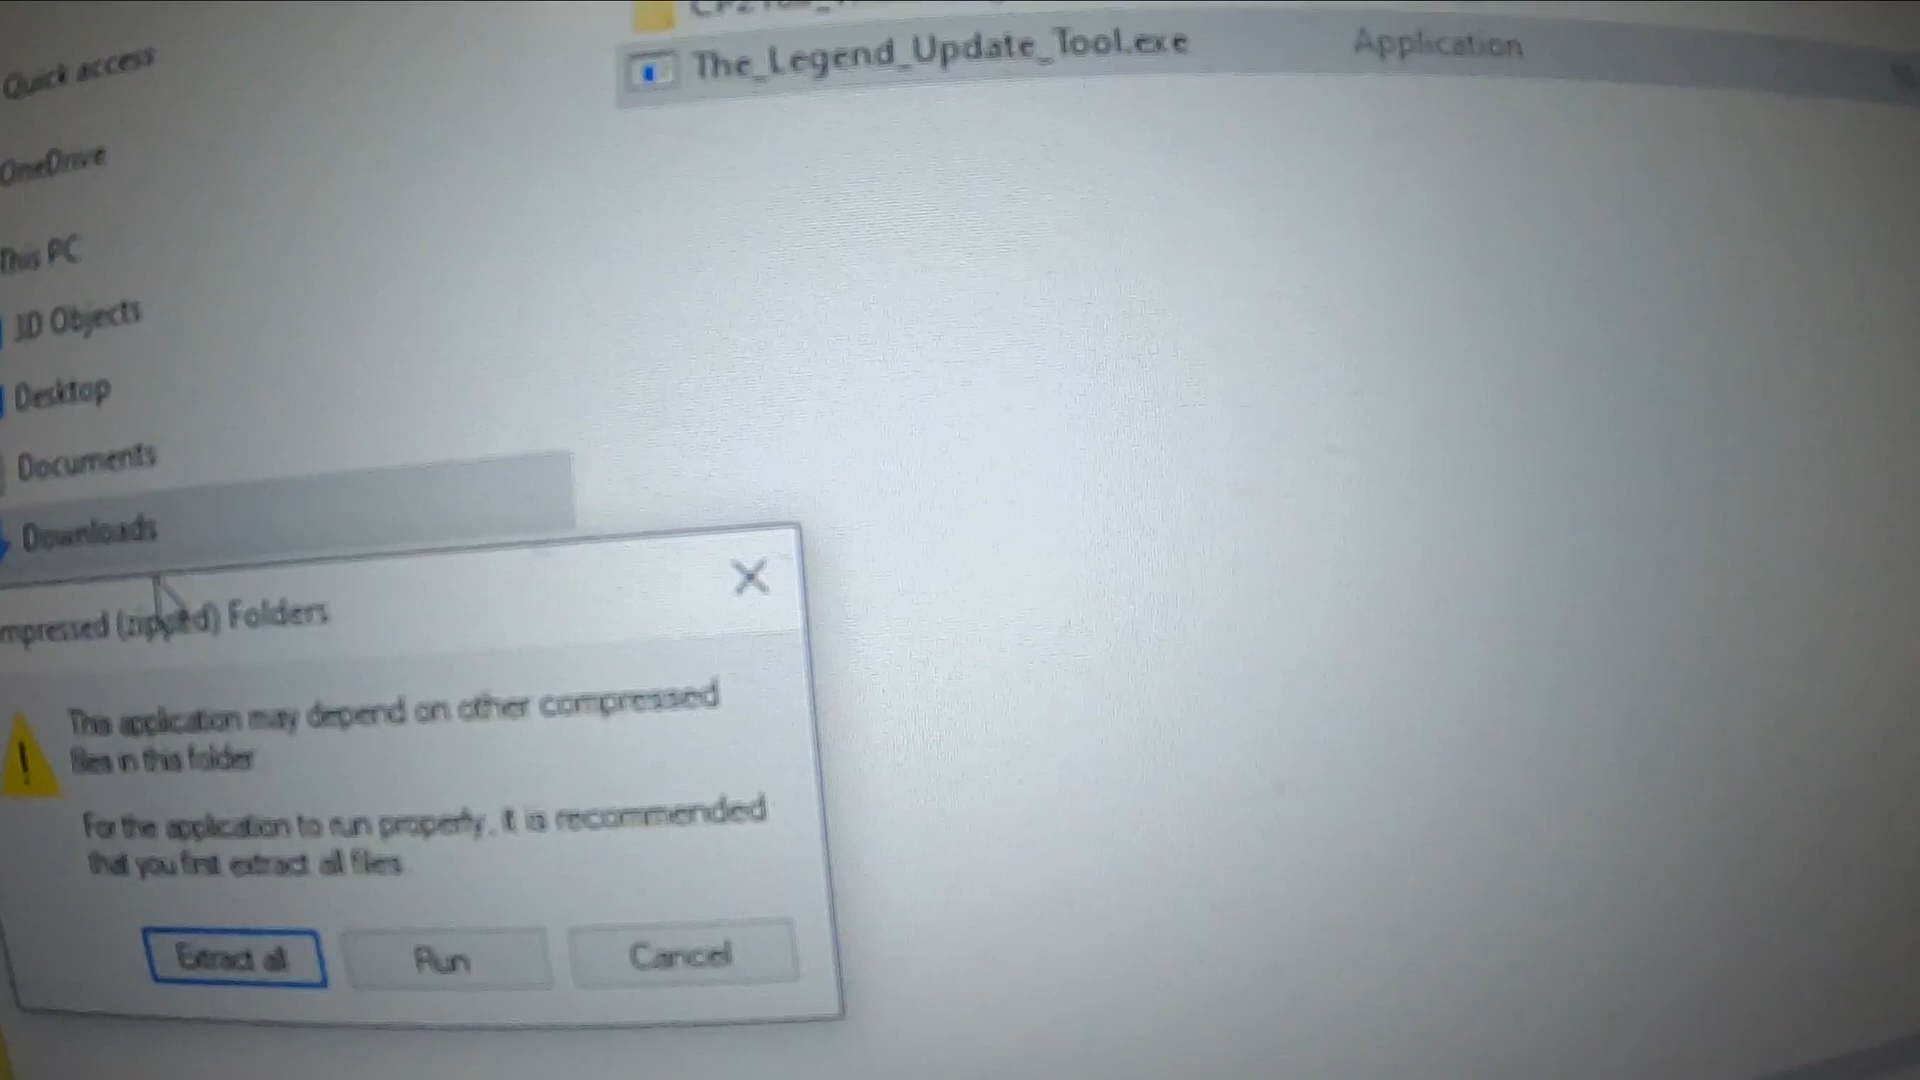 The_Legend_Update_Tool.exe Application
Quick access
OneDrive
This PC
3D Objects
Desktop
Documents
Downloads
mpressed (zipped) Folders
This application may depend on other compressed
files in this folder
For the application to run properly, it is recommended
that you first extract all files
Extract all Run Cancel